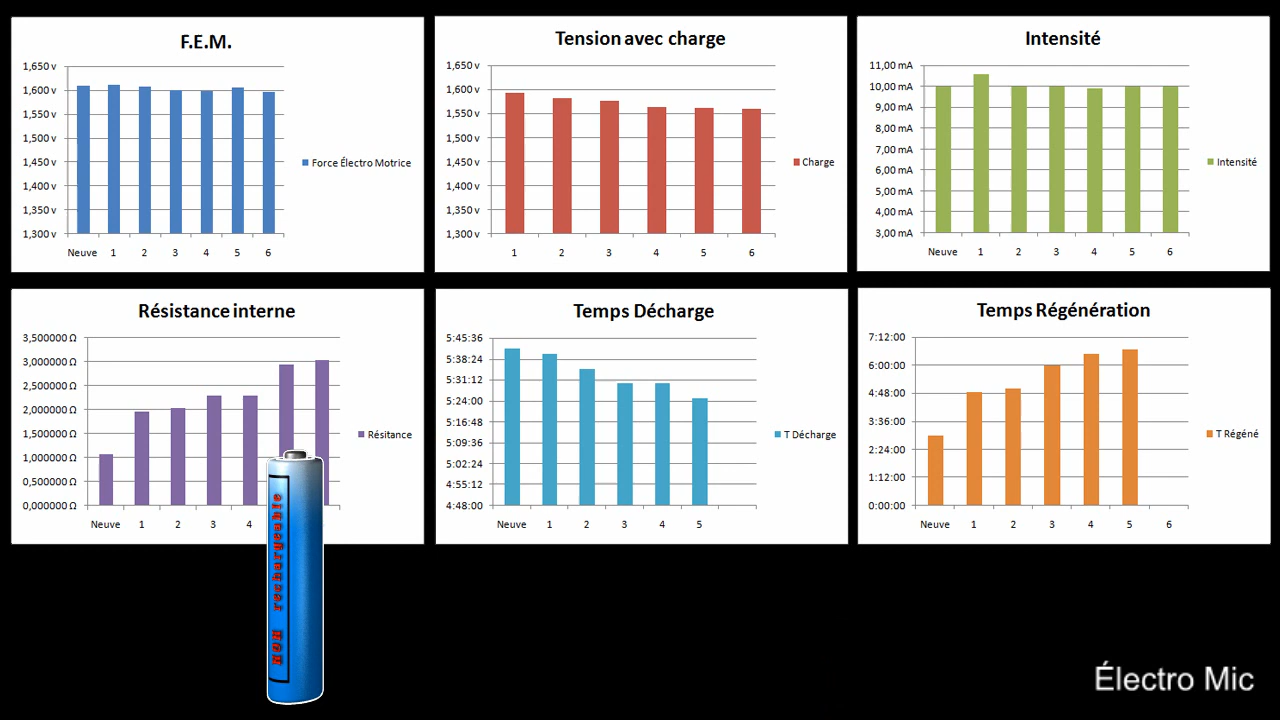 F.E.M.
1,650 v
1,600 v
1,550 v
1,500 v
1,450 v
1,400 v
1,350 v
1,300 v
Neuve 1 2 3 4 5 6
Force Électro Motrice
Tension avec charge
1,650 v
1,600 v
1,550 v
1,500 v
1,450 v
1,400 v
1,350 v
1,300 v
1 2 3 4 5 6
Charge
Intensité
11,00 mA
10,00 mA
9,00 mA
8,00 mA
7,00 mA
6,00 mA
5,00 mA
4,00 mA
3,00 mA
Neuve 1 2 3 4 5 6
Intensité
Résistance interne
3,500000 Ω
3,000000 Ω
2,500000 Ω
2,000000 Ω
1,500000 Ω
1,000000 Ω
0,500000 Ω
0,000000 Ω
Neuve 1 2 3 4
Résitance
Temps Décharge
5:45:36
5:38:24
5:31:12
5:24:00
5:16:48
5:09:36
5:02:24
4:55:12
4:48:00
Neuve 1 2 3 4 5
T Décharge
Temps Régénération
7:12:00
6:00:00
4:48:00
3:36:00
2:24:00
1:12:00
0:00:00
Neuve 1 2 3 4 5 6
T Régéné
NON rechargeable
Électro Mic